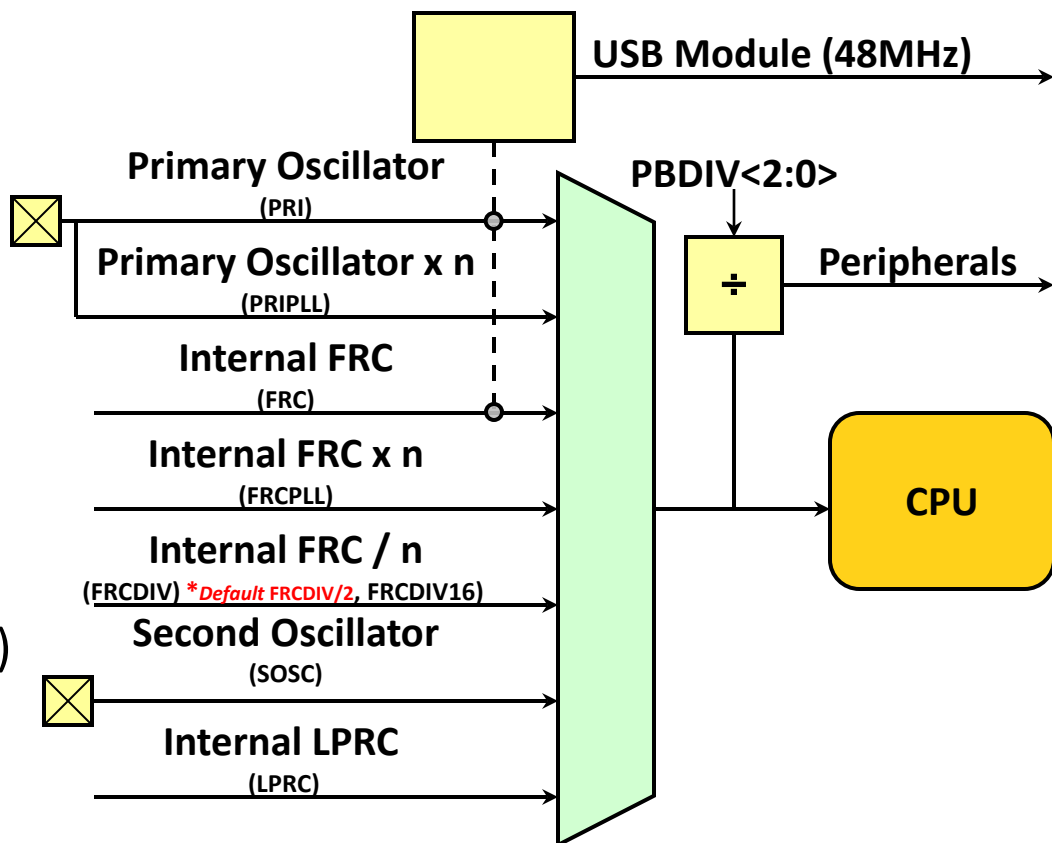 USB Module (48MHz)
Primary Oscillator
(PRI)
PBDIV<2:0>
Primary Oscillator x n
(PRIPLL)
÷
Peripherals
Internal FRC
(FRC)
Internal FRC x n
(FRCPLL)
CPU
Internal FRC / n
(FRCDIV) *Default FRCDIV/2, FRCDIV16)
Second Oscillator
)
(SOSC)
Internal LPRC
(LPRC)